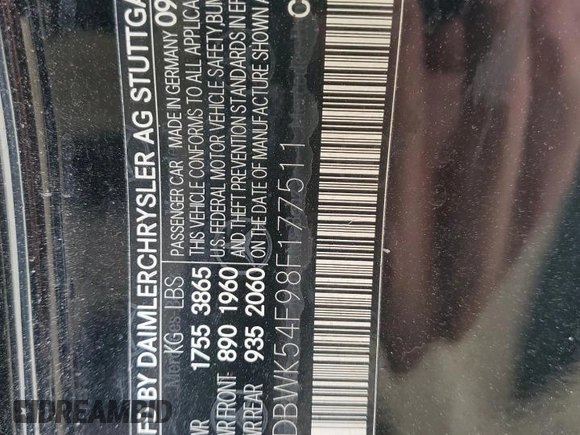 BY DAIMLERCHRYSLER AG STUTTGA
KG LBS PASSENGER CAR MADE IN GERMANY 09
1755 3865 THIS VEHICLE CONFORMS TO ALL APPLICA
FRONT- 890 1960 U.S. FEDERAL MOTOR VEHICLE SAFETY BUM
AND THEFT PREVENTION STANDARDS IN EF
REAR 935 2060 ON THE DATE OF MANUFACTURE SHOWN A
DBWK54F98F177511
DREAMBID